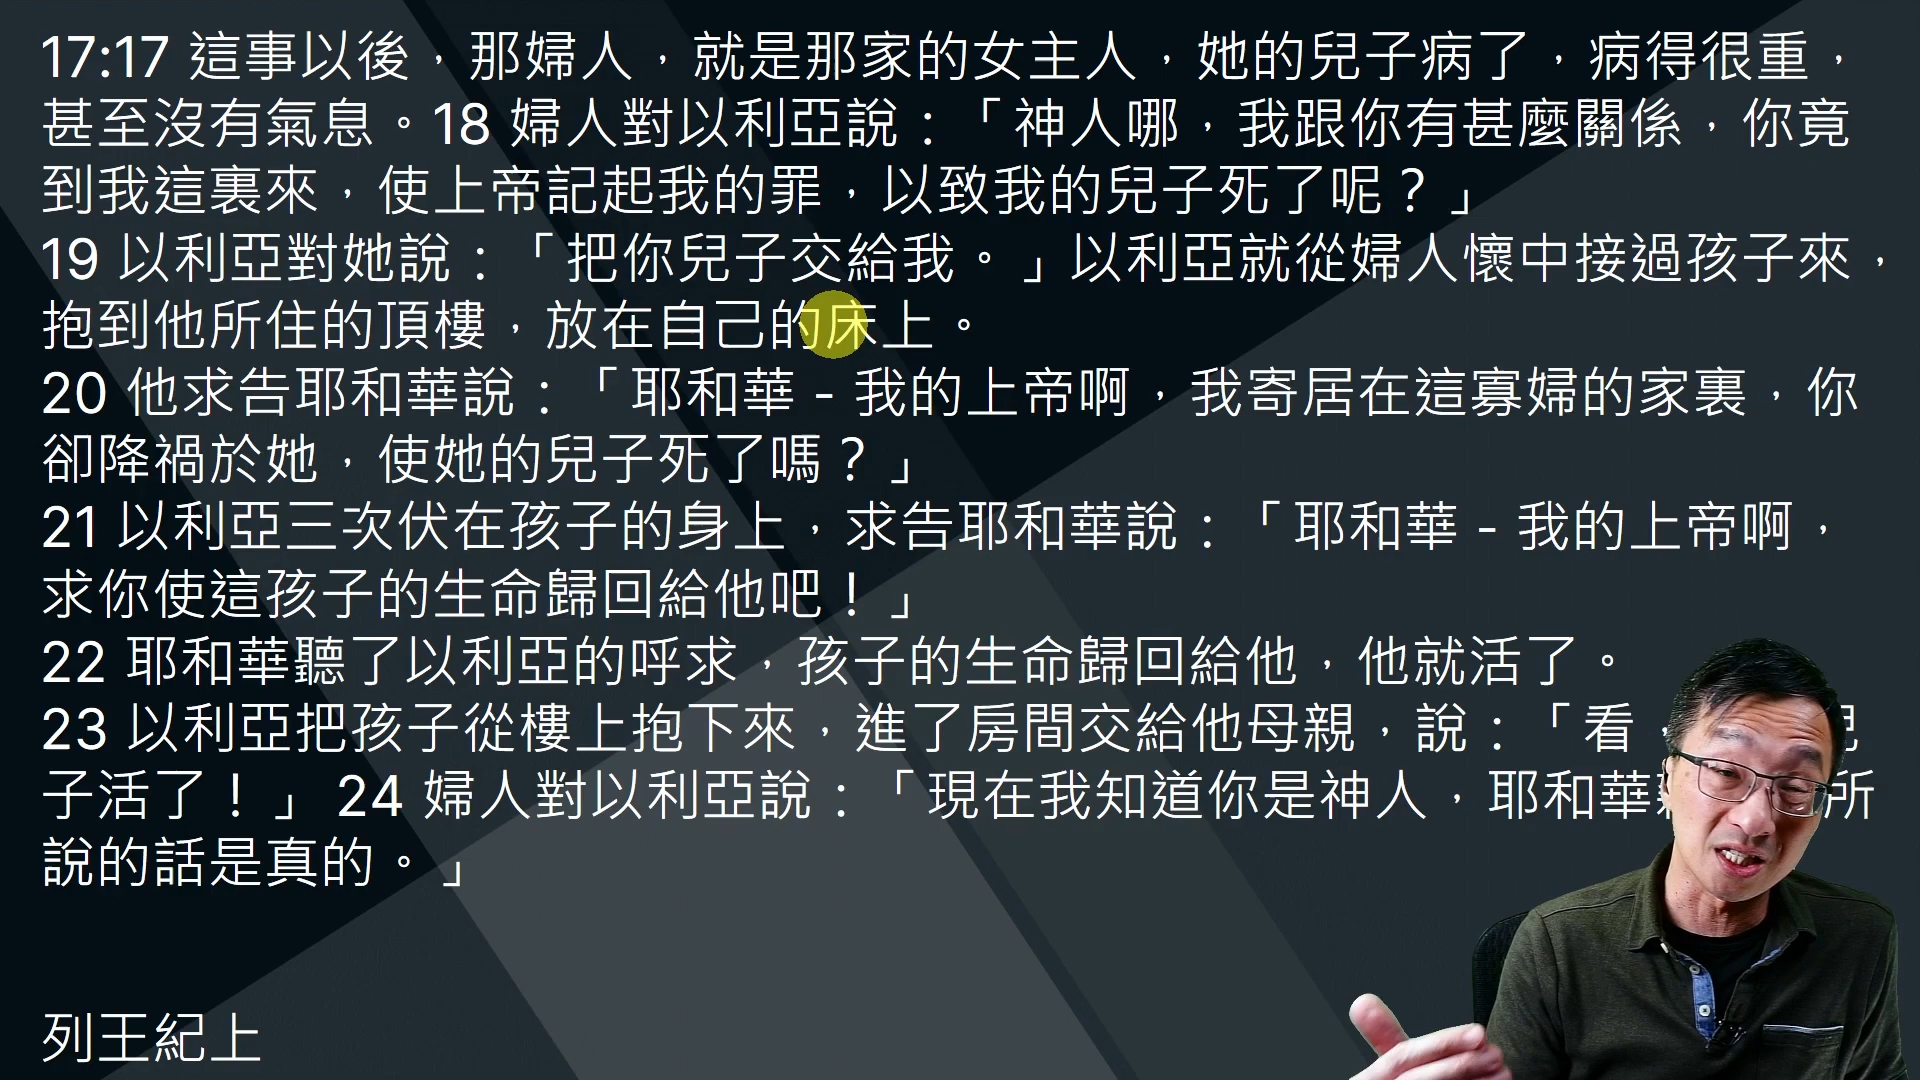 17:17 這事以後，那婦人，就是那家的女主人，她的兒子病了，病得很重，
甚至沒有氣息。18 婦人對以利亞說：「神人哪，我跟你有甚麼關係，你竟
到我這裏來，使上帝記起我的罪，以致我的兒子死了呢？」
19 以利亞對她說：「把你兒子交給我。」以利亞就從婦人懷中接過孩子來，
抱到他所住的頂樓，放在自己的床上。
20 他求告耶和華說：「耶和華 - 我的上帝啊，我寄居在這寡婦的家裏，你
卻降禍於她，使她的兒子死了嗎？」
21 以利亞三次伏在孩子的身上，求告耶和華說：「耶和華 - 我的上帝啊，
求你使這孩子的生命歸回給他吧！」
22 耶和華聽了以利亞的呼求，孩子的生命歸回給他，他就活了。
23 以利亞把孩子從樓上抱下來，進了房間交給他母親，說：「看，
子活了！」 24 婦人對以利亞說：「現在我知道你是神人，耶和華 所
說的話是真的。」
列王紀上